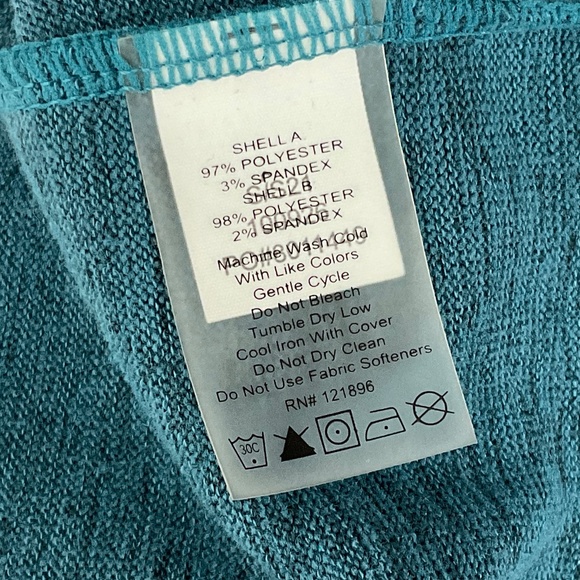 SHELL A
97% POLYESTER
3% SPANDEX
S/S21
SHELL B
98% POLYESTER
2% SPANDEX
Machine Wash Cold
With Like Colors
Gentle Cycle
Do Not Bleach
Tumble Dry Low
Cool Iron With Cover
Do Not Dry Clean
Do Not Use Fabric Softeners
RN# 121896
30C